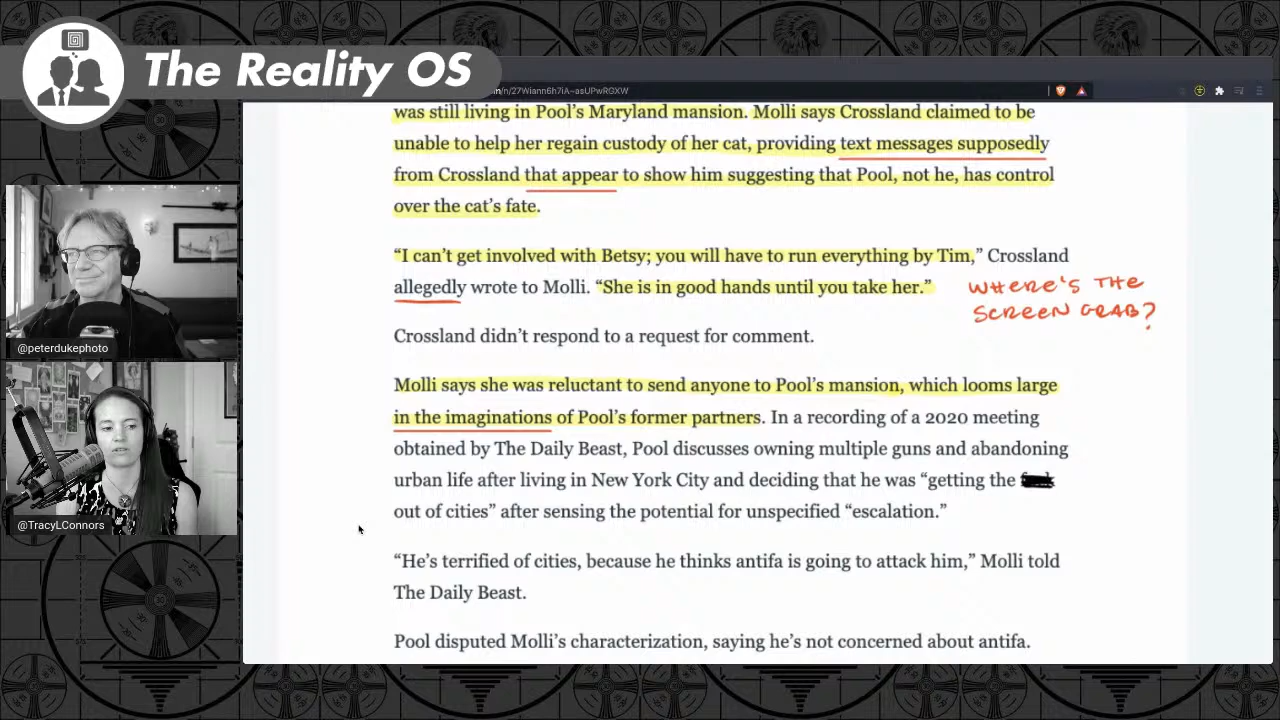 The Reality OS
n/27Wiann6h7iA~asUPwRGXW
was still living in Pool's Maryland mansion. Molli says Crossland claimed to be
unable to help her regain custody of her cat, providing text messages supposedly
from Crossland that appear to show him suggesting that Pool, not he, has control
over the cat's fate.
“I can't get involved with Betsy; you will have to run everything by Tim,” Crossland
allegedly wrote to Molli. “She is in good hands until you take her.”
WHERE'S THE
SCREEN GRAB?
Crossland didn't respond to a request for comment.
Molli says she was reluctant to send anyone to Pool's mansion, which looms large
in the imaginations of Pool's former partners. In a recording of a 2020 meeting
obtained by The Daily Beast, Pool discusses owning multiple guns and abandoning
urban life after living in New York City and deciding that he was “getting the
out of cities” after sensing the potential for unspecified “escalation.”
“He's terrified of cities, because he thinks antifa is going to attack him,” Molli told
The Daily Beast.
Pool disputed Molli's characterization, saying he's not concerned about antifa.
@peterdukephoto
@TracyLConnors